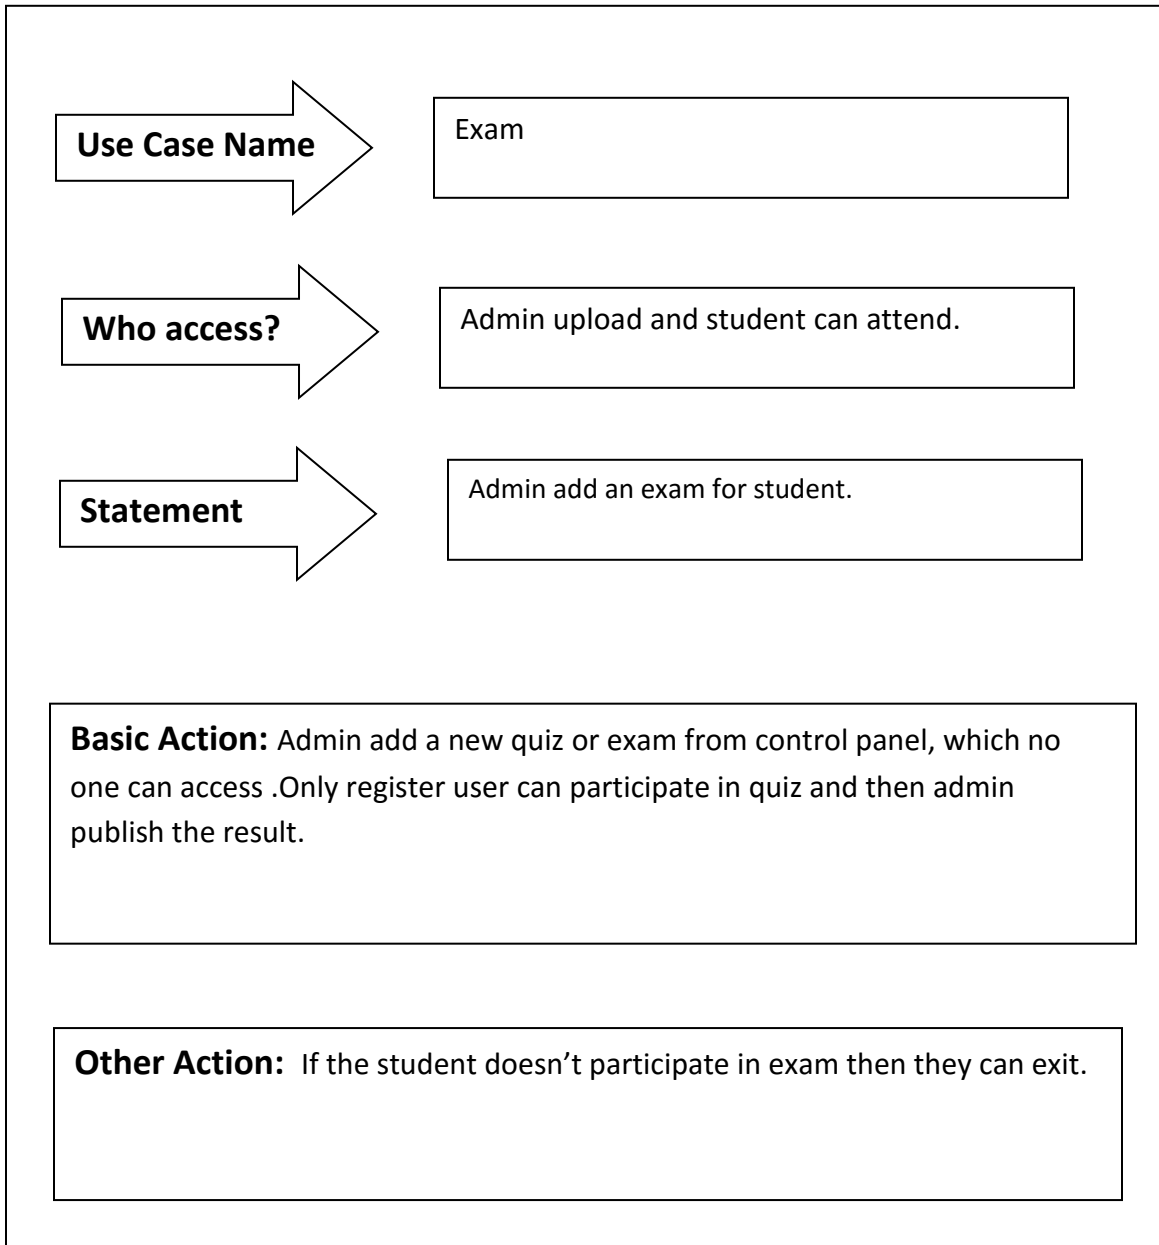 Use Case Name
Exam
Who access?
Admin upload and student can attend.
Statement
Admin add an exam for student.
Basic Action: Admin add a new quiz or exam from control panel, which no
one can access .Only register user can participate in quiz and then admin
publish the result.
Other Action: If the student doesn’t participate in exam then they can exit.